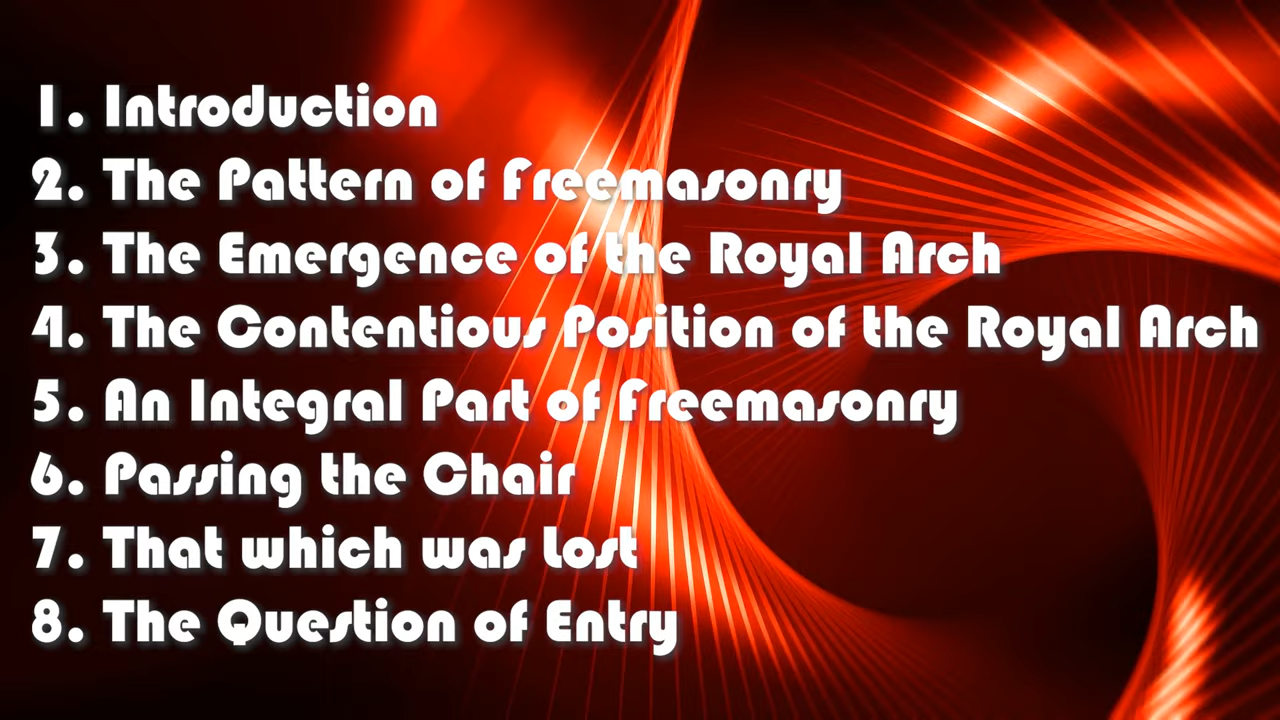 1. Introduction
2. The Pattern of Freemasonry
3. The Emergence of the Royal Arch
4. The Contentious Position of the Royal Arch
5. An Integral Part of Freemasonry
6. Passing the Chair
7. That which was Lost
8. The Question of Entry